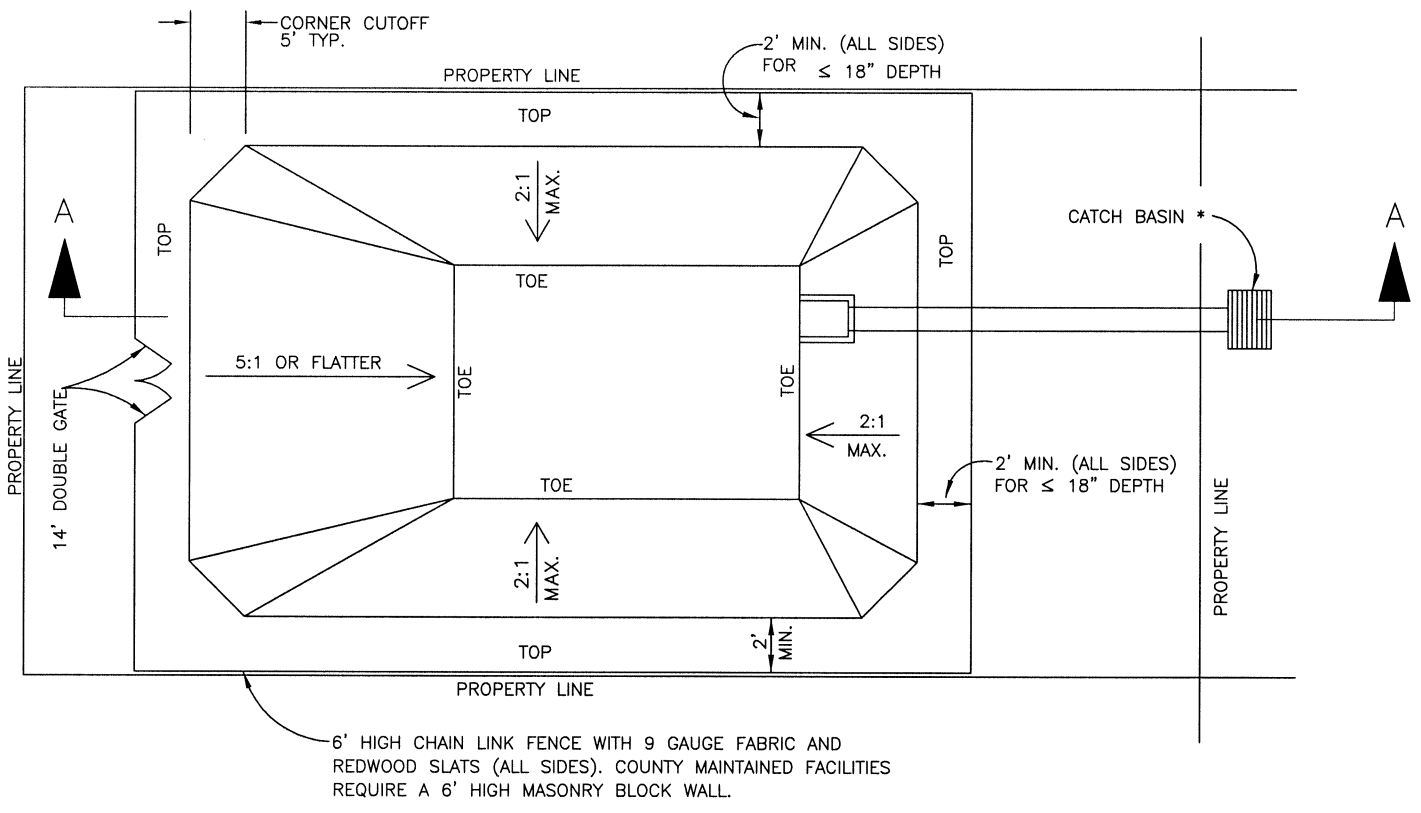 CORNER CUTOFF
5' TYP.
2' MIN. (ALL SIDES)
FOR ≤ 18" DEPTH
PROPERTY LINE
TOP
2:1
MAX.
A
TOP
TOP
CATCH BASIN *
A
TOE
5:1 OR FLATTER
TOE
TOE
2:1
MAX.
PROPERTY LINE
14' DOUBLE GATE
2' MIN. (ALL SIDES)
FOR ≤ 18" DEPTH
TOE
PROPERTY LINE
2:1
MAX.
2'
MIN.
TOP
PROPERTY LINE
6' HIGH CHAIN LINK FENCE WITH 9 GAUGE FABRIC AND
REDWOOD SLATS (ALL SIDES). COUNTY MAINTAINED FACILITIES
REQUIRE A 6' HIGH MASONRY BLOCK WALL.